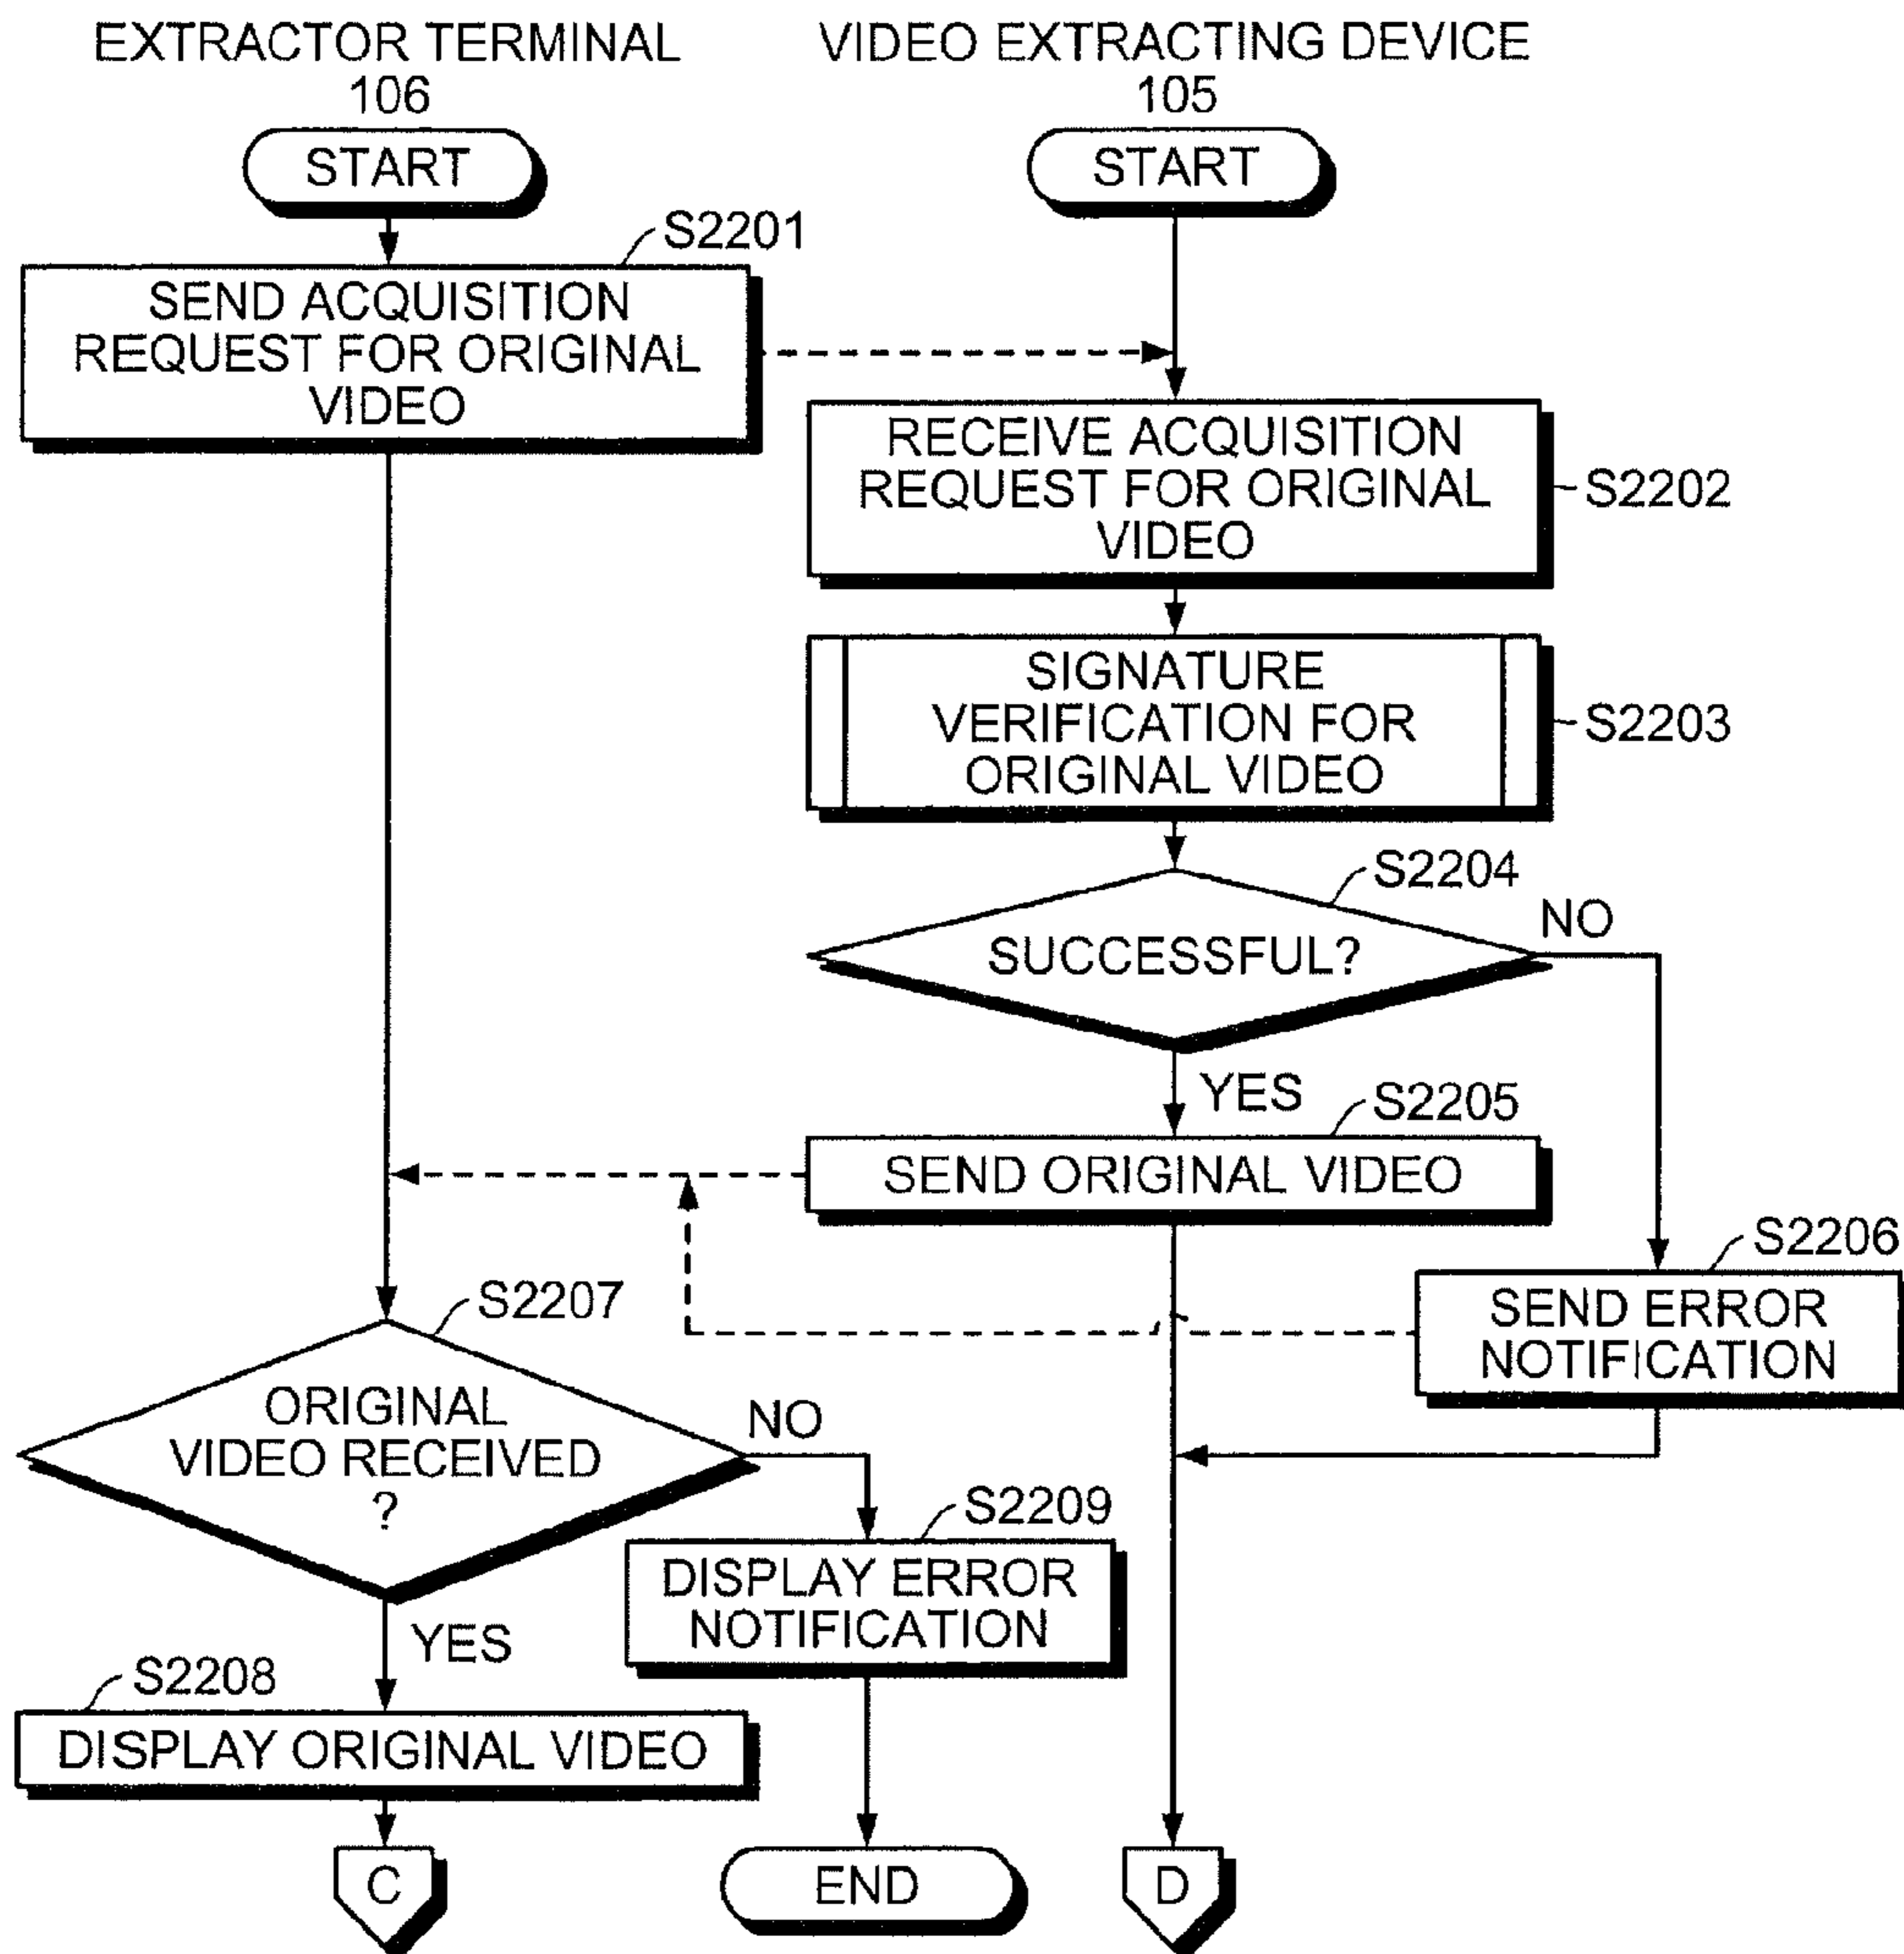 EXTRACTOR TERMINAL
106
VIDEO EXTRACTING DEVICE
105
START
START
S2201
SEND ACQUISITION
REQUEST FOR ORIGINAL
VIDEO
RECEIVE ACQUISITION
REQUEST FOR ORIGINAL
VIDEO
S2202
SIGNATURE
VERIFICATION FOR
ORIGINAL VIDEO
S2203
S2204
SUCCESSFUL?
NO
YES
S2205
SEND ORIGINAL VIDEO
S2206
SEND ERROR
NOTIFICATION
S2207
ORIGINAL
VIDEO RECEIVED
?
NO
S2209
DISPLAY ERROR
NOTIFICATION
YES
S2208
DISPLAY ORIGINAL VIDEO
C
END
D